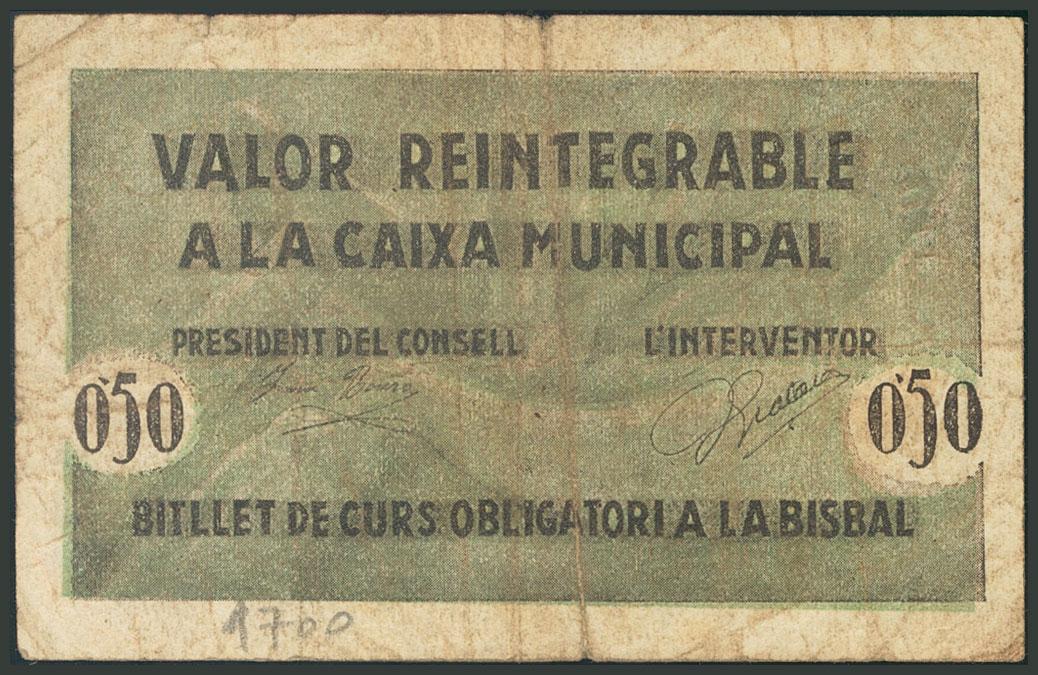 VALOR REINTEGRABLE
A LA CAIXA MUNICIPAL
PRESIDENT DEL CONSELL L'INTERVENTOR
0'50 0'50
BITLLET DE CURS OBLIGATORI A LA BISBAL
1700